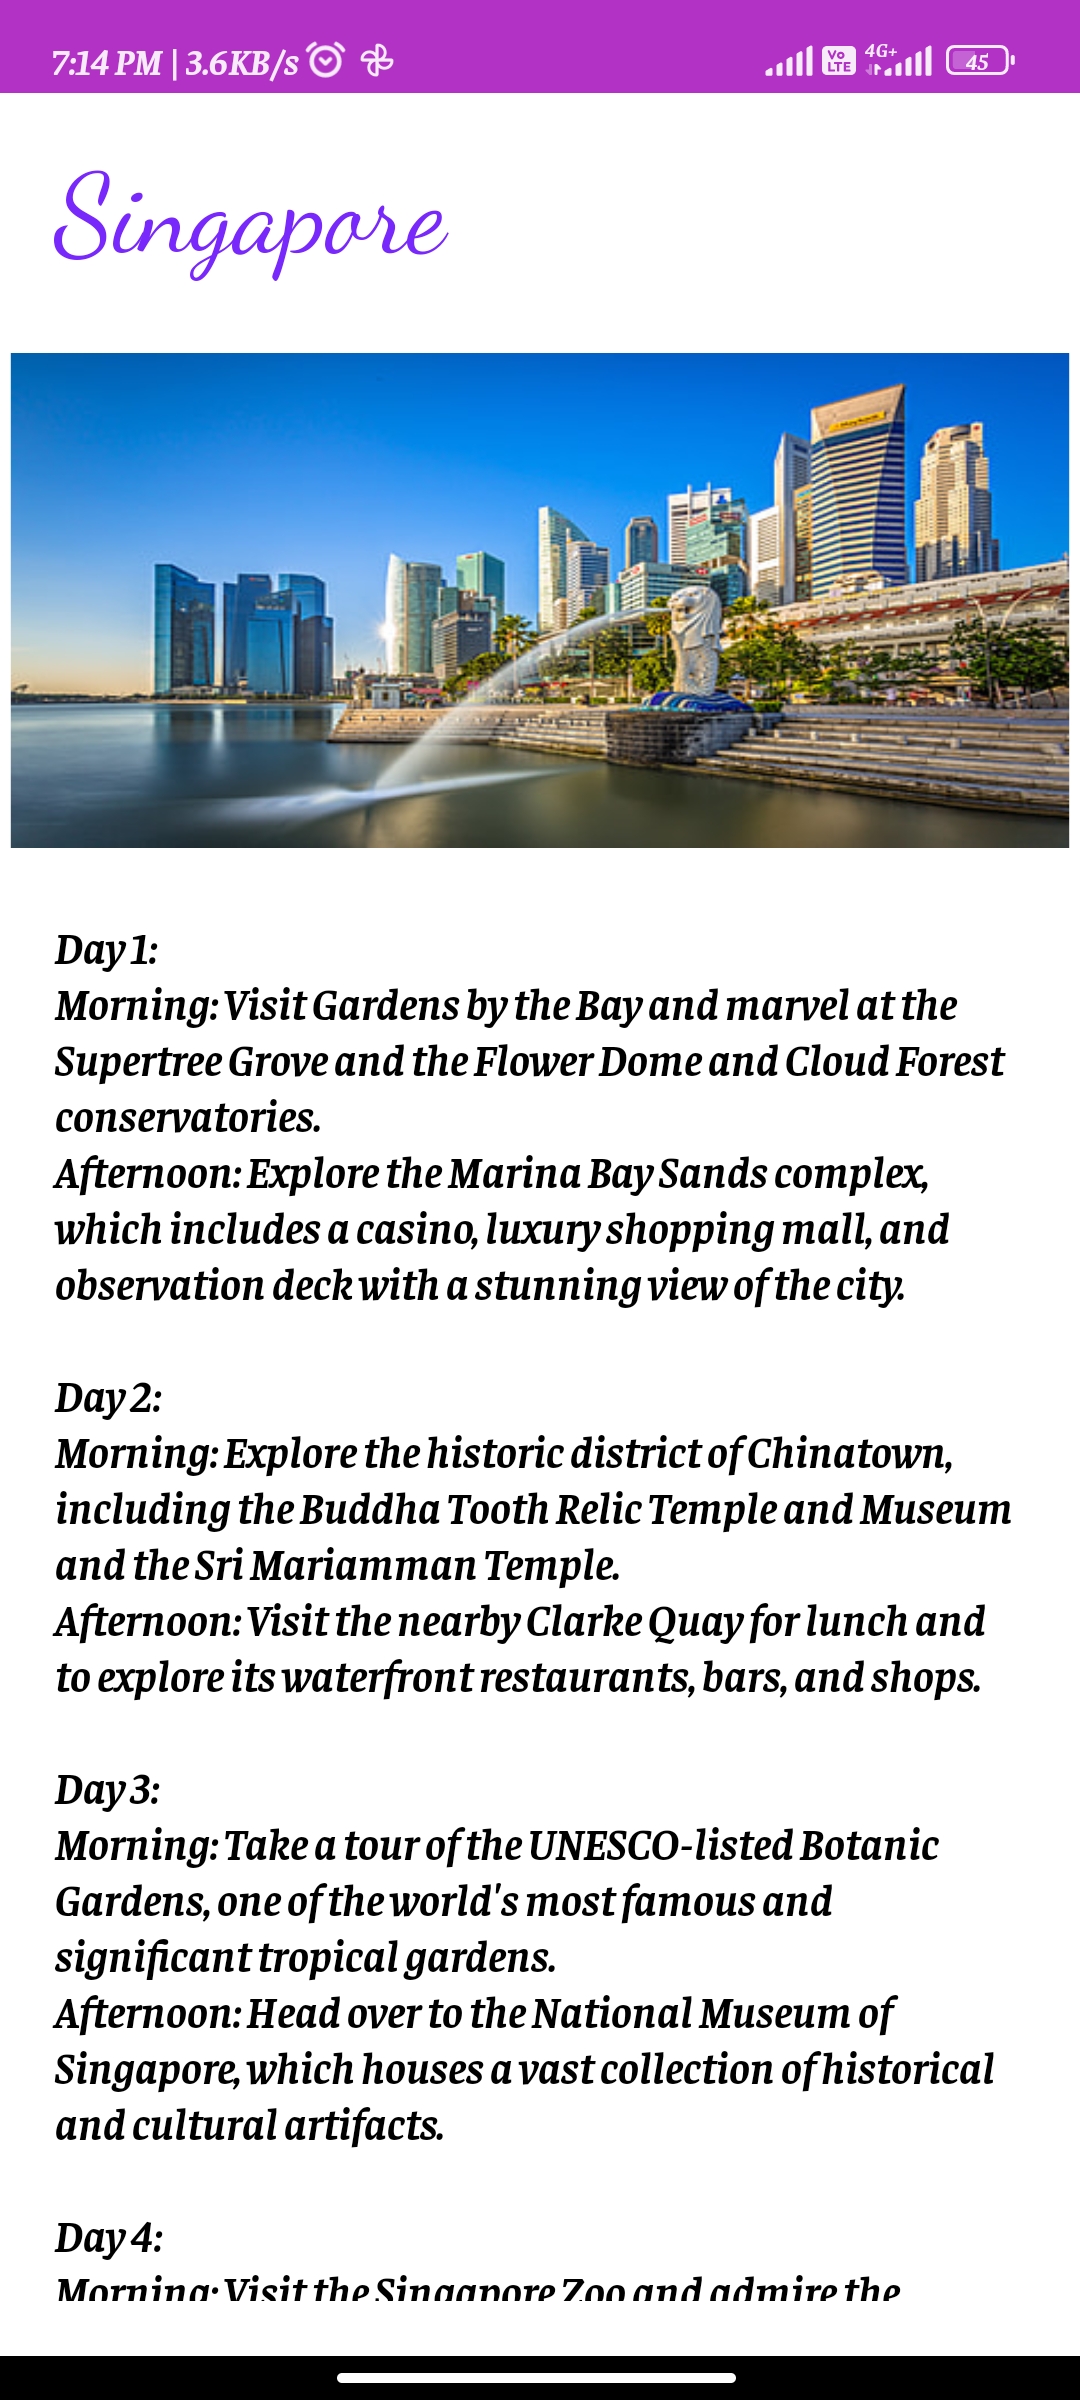 7:14 PM | 3.6KB/s
Vo LTE 4G+ 45
Singapore
Day 1:
Morning: Visit Gardens by the Bay and marvel at the
Supertree Grove and the Flower Dome and Cloud Forest
conservatories.
Afternoon: Explore the Marina Bay Sands complex,
which includes a casino, luxury shopping mall, and
observation deck with a stunning view of the city.
Day 2:
Morning: Explore the historic district of Chinatown,
including the Buddha Tooth Relic Temple and Museum
and the Sri Mariamman Temple.
Afternoon: Visit the nearby Clarke Quay for lunch and
to explore its waterfront restaurants, bars, and shops.
Day 3:
Morning: Take a tour of the UNESCO-listed Botanic
Gardens, one of the world's most famous and
significant tropical gardens.
Afternoon: Head over to the National Museum of
Singapore, which houses a vast collection of historical
and cultural artifacts.
Day 4:
Morning: Visit the Singapore Zoo and admire the